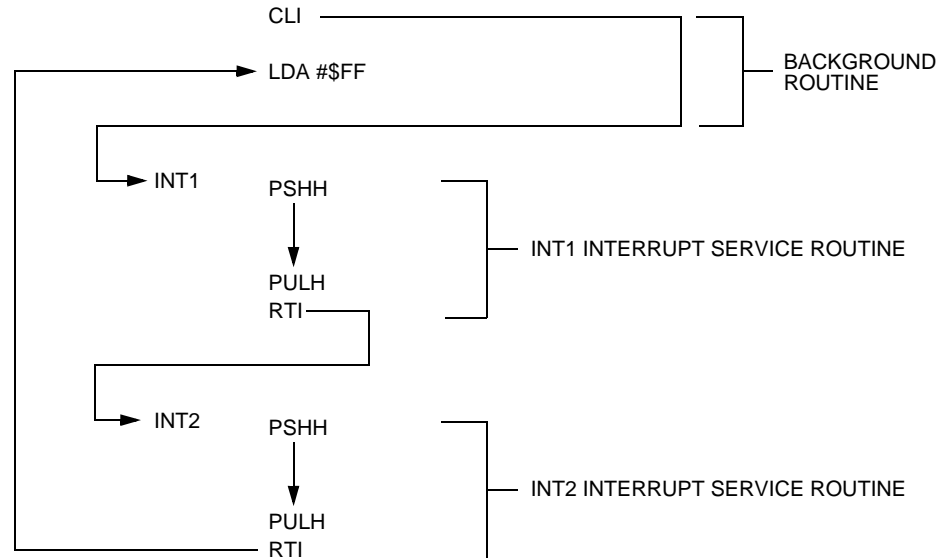 CLI
LDA #$FF
BACKGROUND
ROUTINE
INT1
PSHH
INT1 INTERRUPT SERVICE ROUTINE
PULH
RTI
INT2
PSHH
INT2 INTERRUPT SERVICE ROUTINE
PULH
RTI